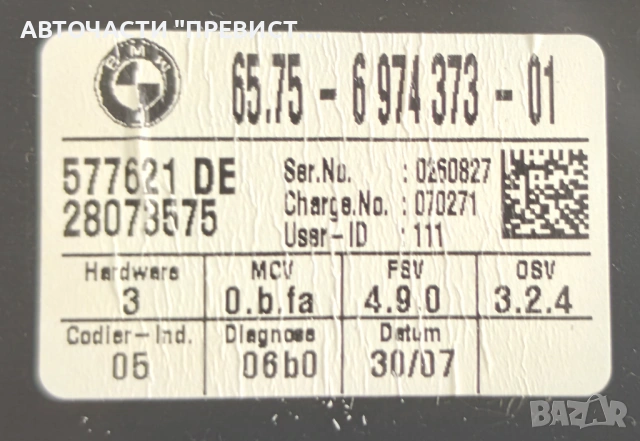 АВТОЧАСТИ "ПРЕВИСТ
BMW
65.75 - 6 974 373 - 01
577621 DE
28073575
Ser.No. : 0260827
Charge.No. : 070271
User-ID : 111
Hardware MCV FSV OSV
3 0.b.fa 4.9.0 3.2.4
Codier-Ind. Diagnose Datum
05 06b0 30/07
BAZAR